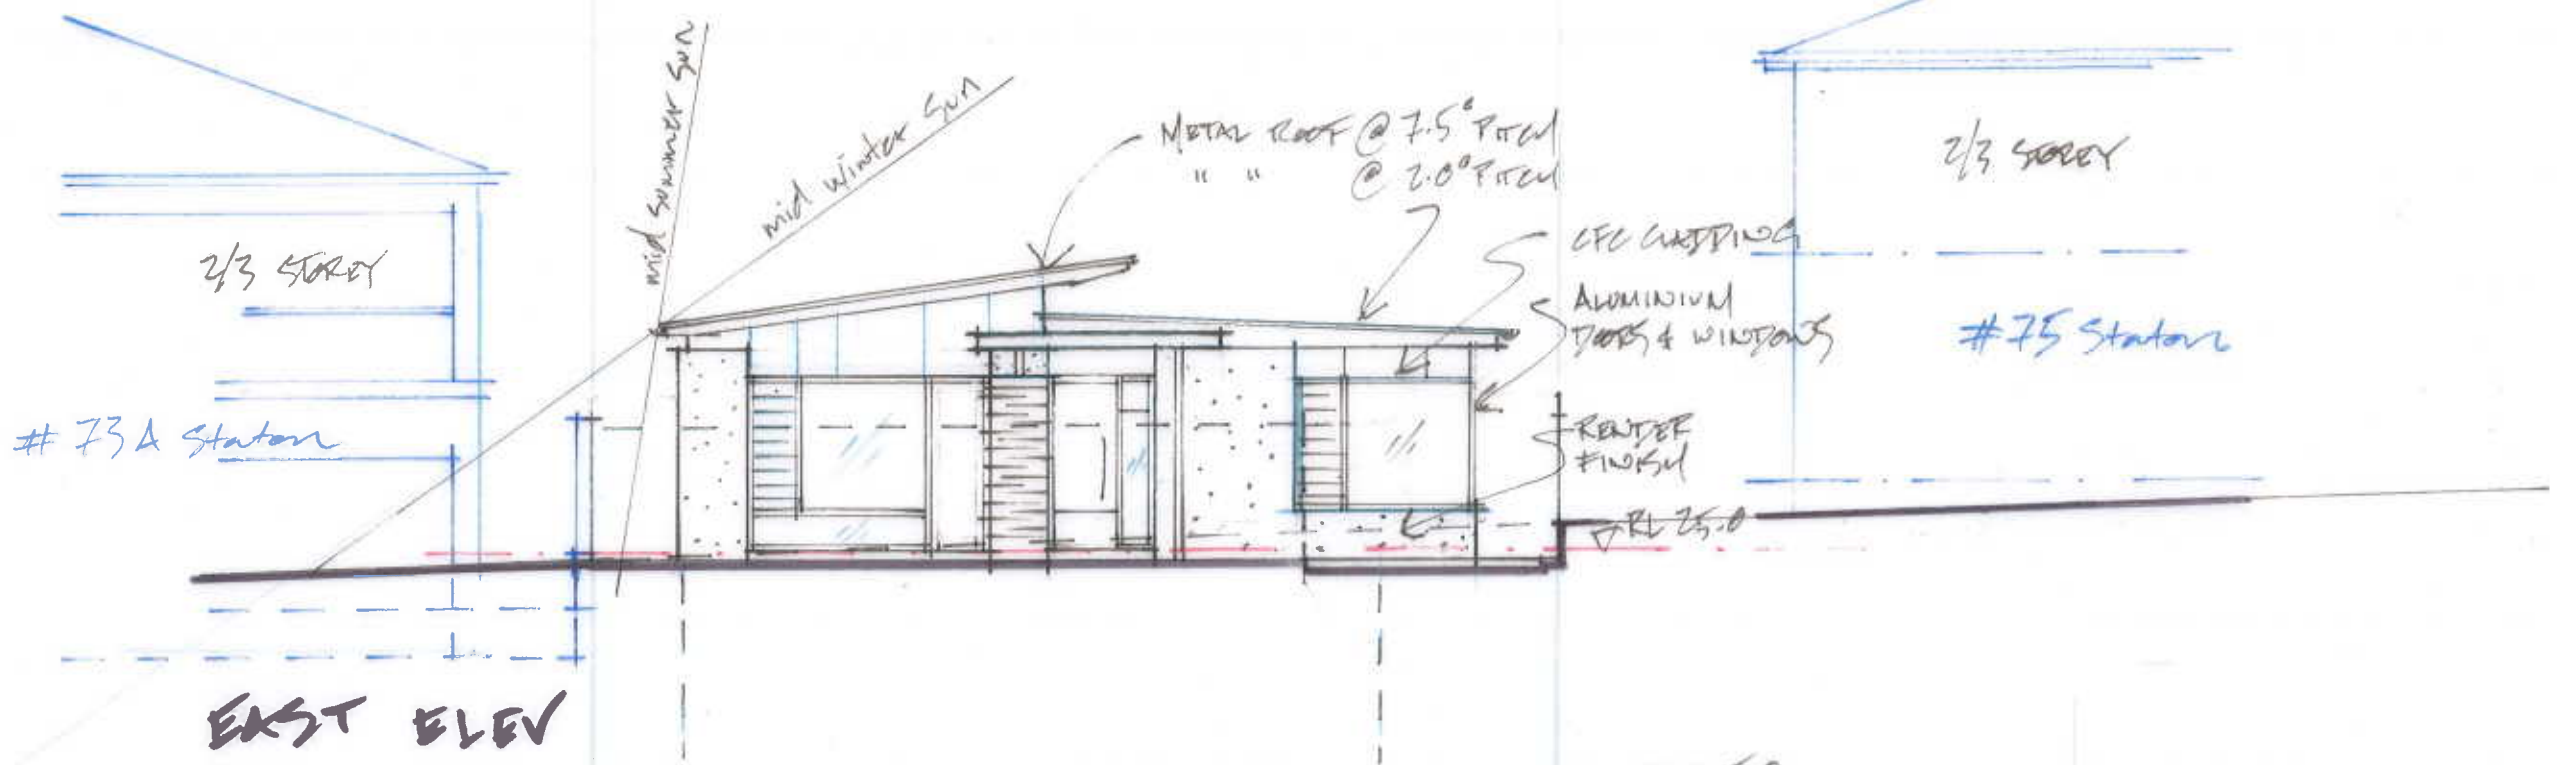 mid summer sun
mid winter sun
METAL ROOF @ 7.5° PITCH
" " @ 2.0° PITCH
2/3 STOREY
2/3 STOREY
CFC CLADDING
ALUMINIUM
DOORS & WINDOWS
#75 Staton
# 73A Staton
RENDER
FINISH
RL 25.0
EAST ELEV